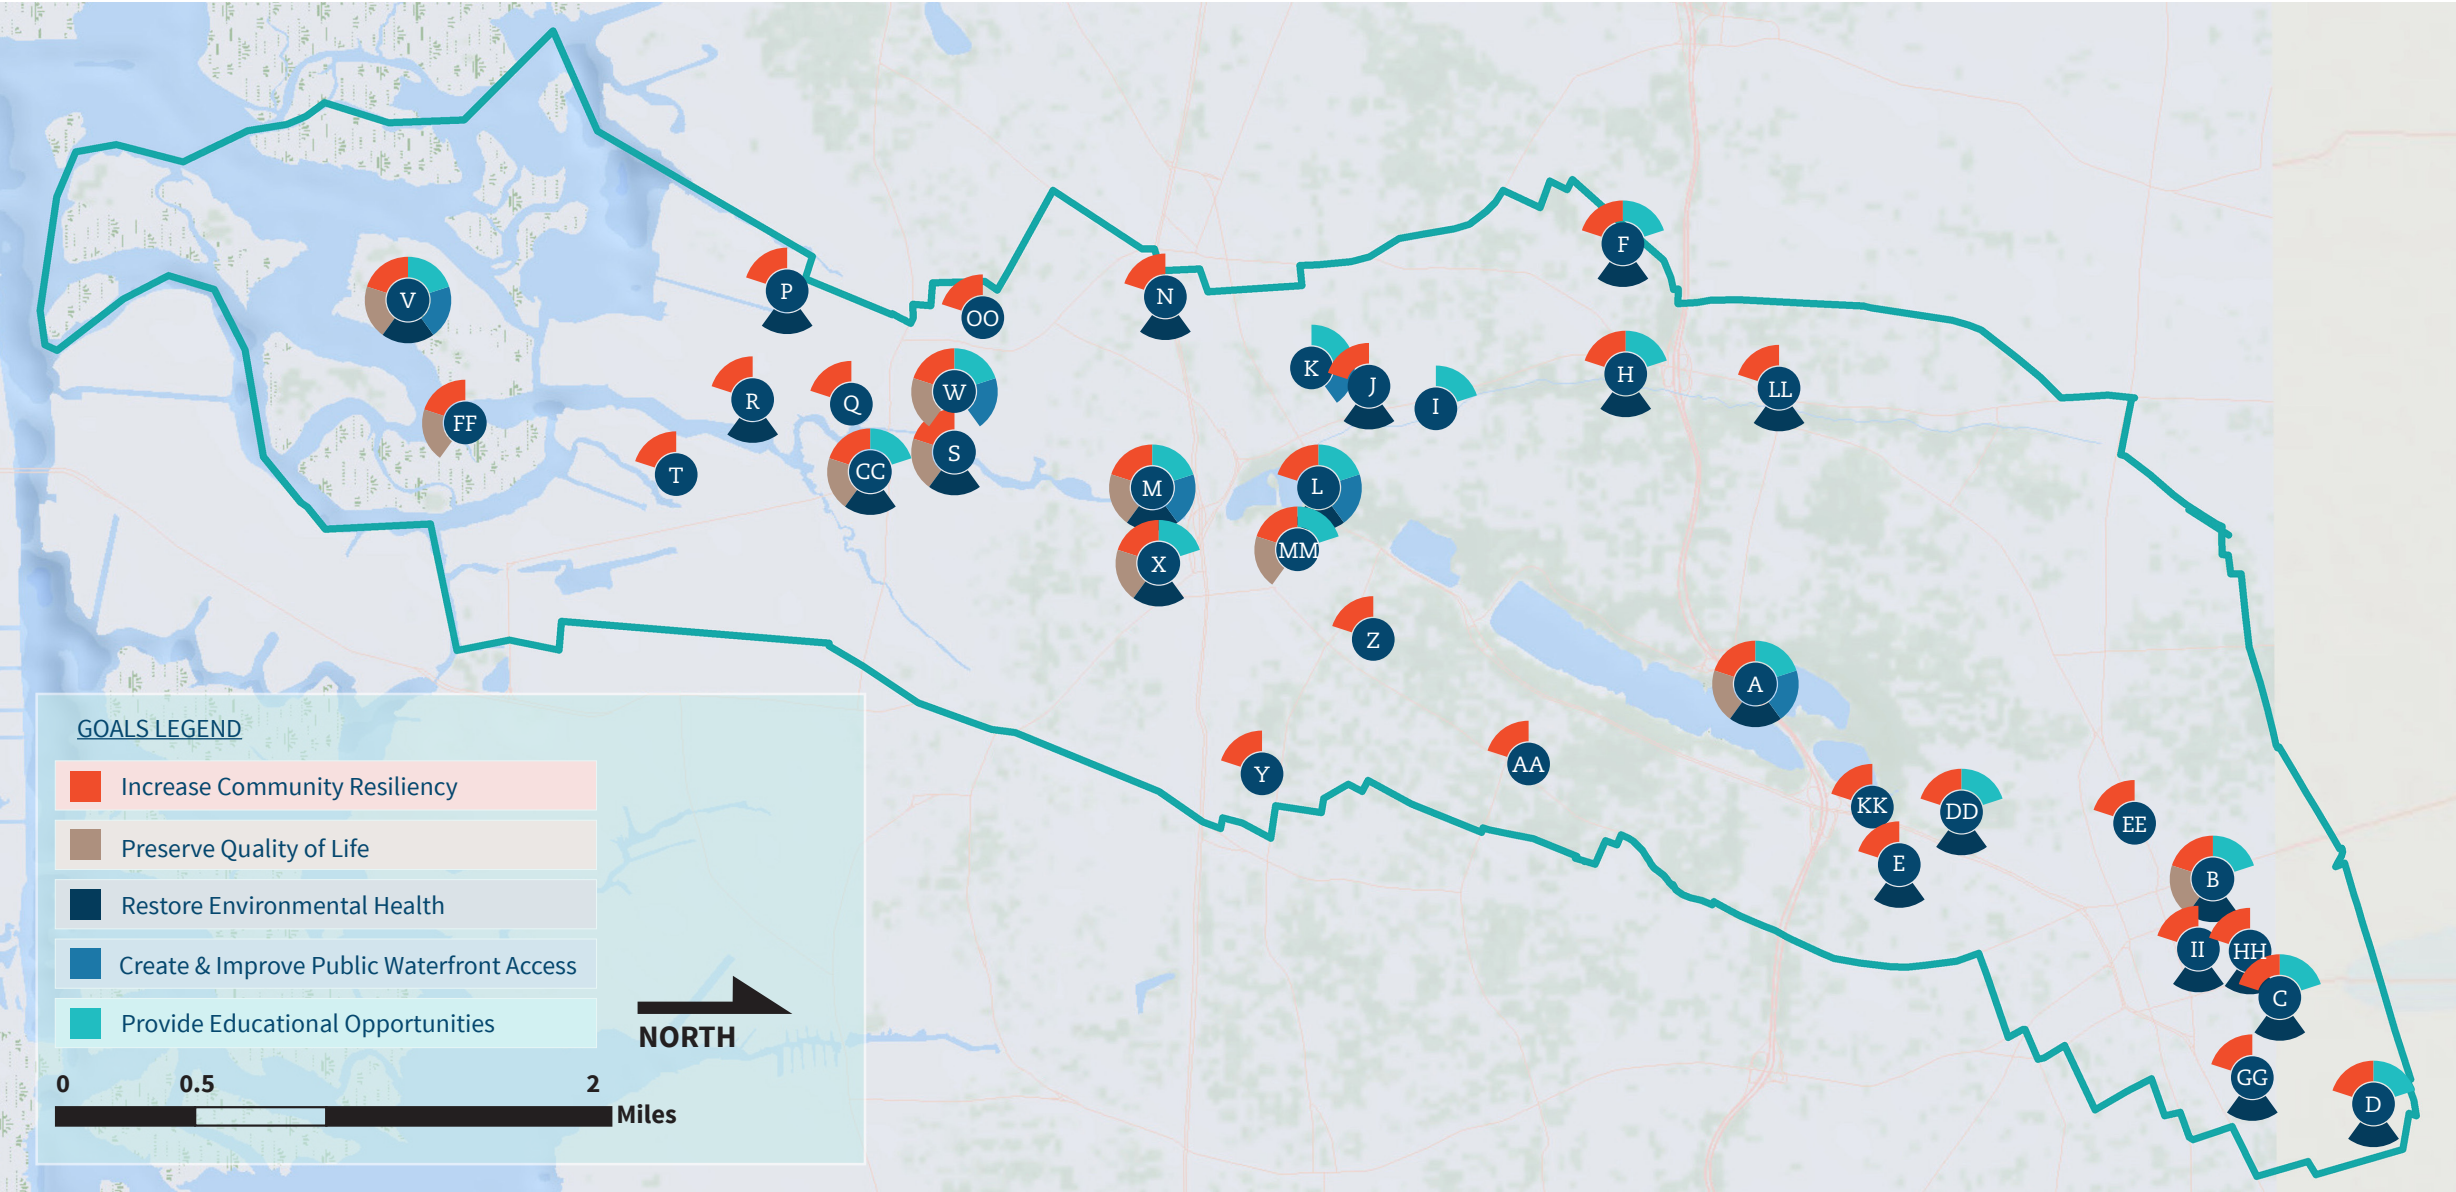 F
V
P
OO
N
K
J
I
H
LL
R
Q
W
FF
T
CC
S
M
L
X
MM
Z
A
Y
AA
KK
DD
EE
E
B
II
HH
C
GG
D
GOALS LEGEND
Increase Community Resiliency
Preserve Quality of Life
Restore Environmental Health
Create & Improve Public Waterfront Access
Provide Educational Opportunities
NORTH
0 0.5 2
Miles